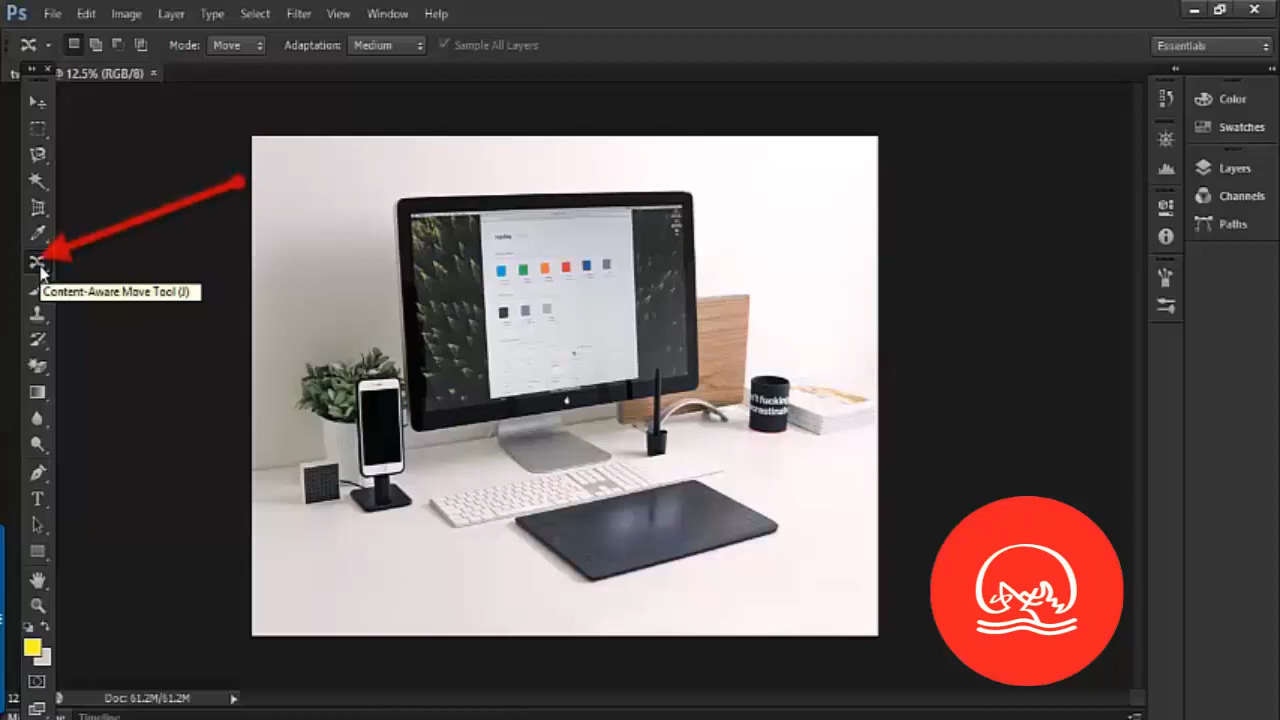 Ps File Edit Image Layer Type Select Filter View Window Help
Mode: Move Adaptation: Medium Sample All Layers Essentials
@ 12.5% (RGB/8) ×
Color
Swatches
Layers
Channels
Paths
Content-Aware Move Tool (J)
Doc: 61.2M/61.2M
Timeline